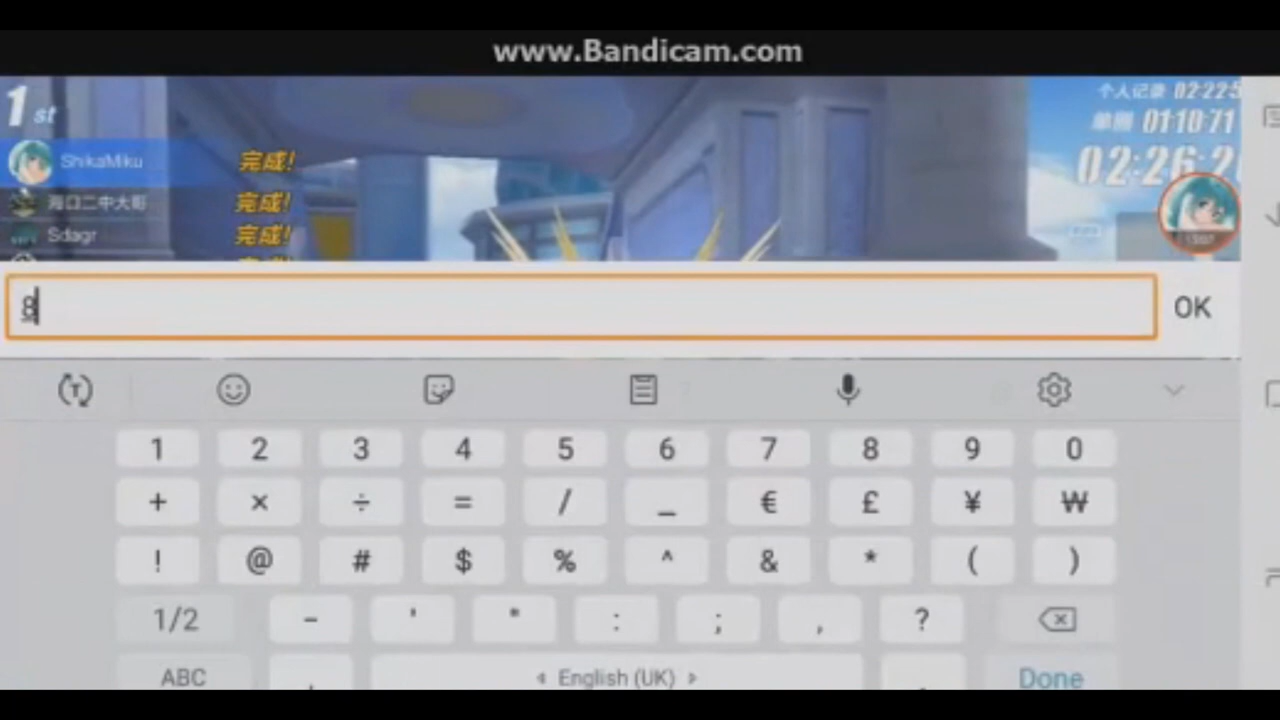 www.Bandicam.com
1st
个人记录 02:22:5
单圈 01:10:71
02:26:2
ShikaMiku 完成!
海口二中大哥 完成!
Sdagr 完成!
8
OK
1 2 3 4 5 6 7 8 9 0
+ × ÷ = / _ € £ ¥ ₩
! @ # $ % ^ & * ( )
1/2 - ' " : ; , ?
ABC , English (UK) .
Done